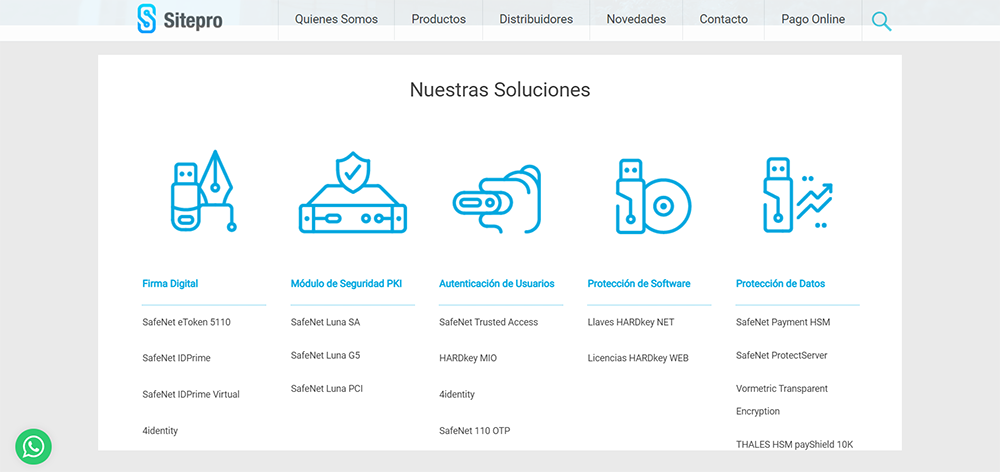 Sitepro
Quienes Somos
Productos
Distribuidores
Novedades
Contacto
Pago Online
Nuestras Soluciones
Firma Digital
SafeNet eToken 5110
SafeNet IDPrime
SafeNet IDPrime Virtual
4identity
Módulo de Seguridad PKI
SafeNet Luna SA
SafeNet Luna G5
SafeNet Luna PCI
Autenticación de Usuarios
SafeNet Trusted Access
HARDkey MIO
4identity
SafeNet 110 OTP
Protección de Software
Llaves HARDkey NET
Licencias HARDkey WEB
Protección de Datos
SafeNet Payment HSM
SafeNet ProtectServer
Vormetric Transparent
Encryption
THALES HSM payShield 10K